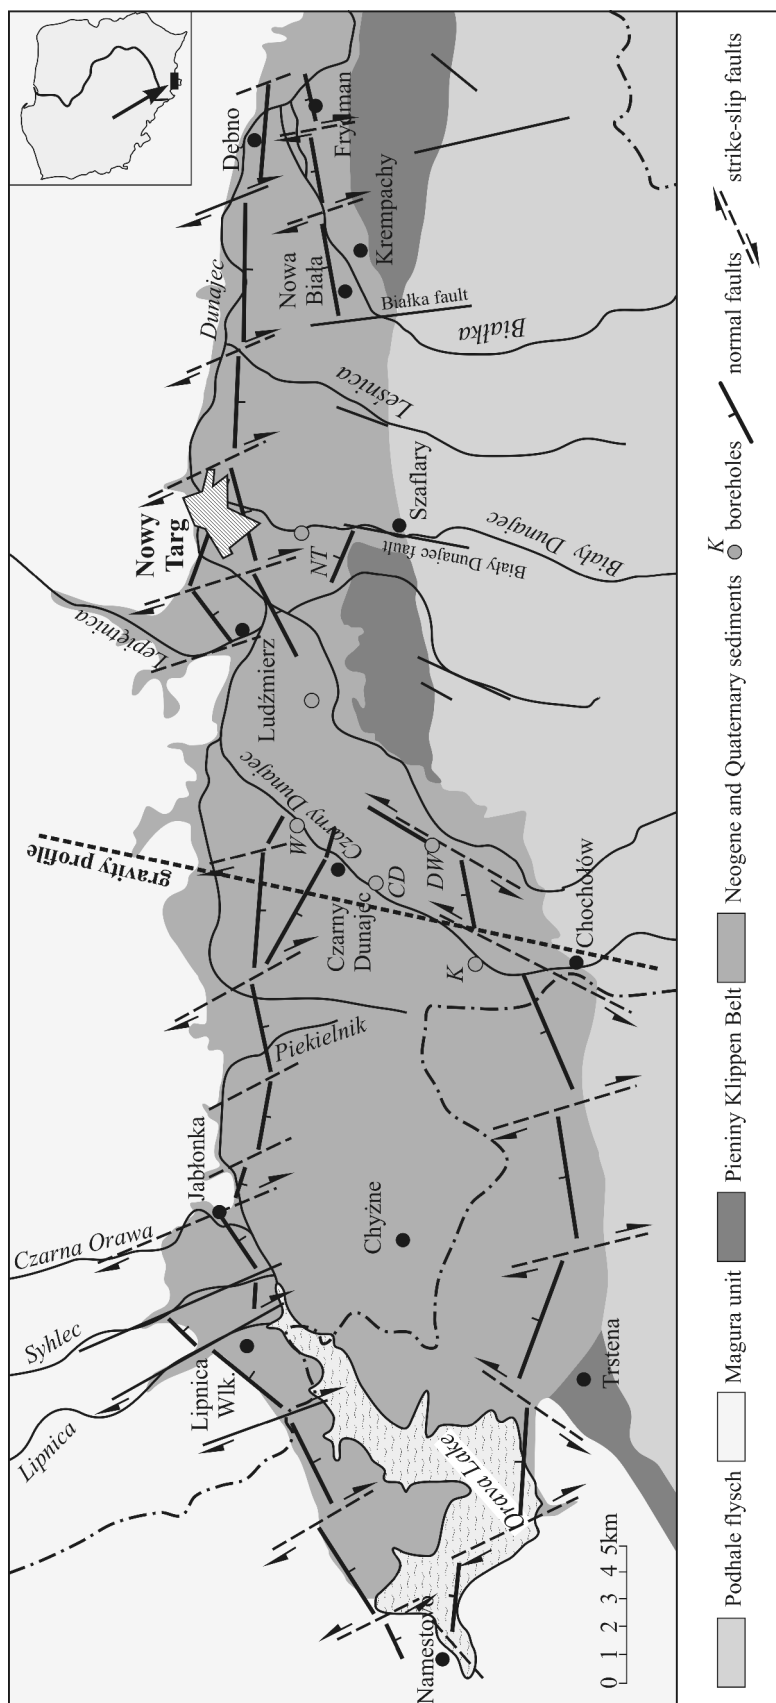 Lipnica
Syhlec
Czarna Orawa
Lepiętnica
Nowy
Targ
Dunajec
Dębno
Frydman
Krempachy
Nowa
Biała
Białka fault
Białka
Leśnica
Szaflary
Biały Dunajec
Biały Dunajec fault
NT
Ludźmierz
Czarny Dunajec
gravity profile
W
Czarny
Dunajec
CD
DW
K
Chochołów
Piekielnik
Jabłonka
Chyżne
Lipnica
Wlk.
Orava Lake
Trstena
Namestovo
0 1 2 3 4 5km
Podhale flysch
Magura unit
Pieniny Klippen Belt
Neogene and Quaternary sediments
K
boreholes
normal faults
strike-slip faults